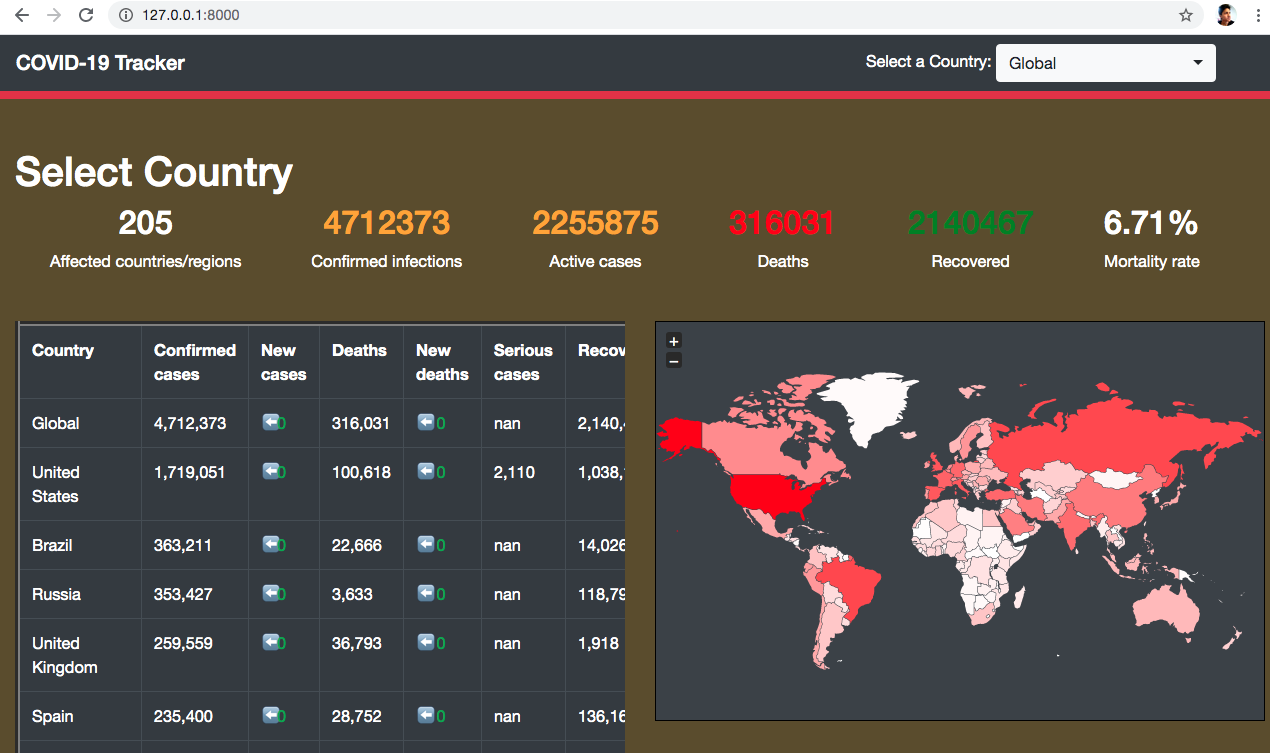 127.0.0.1:8000
COVID-19 Tracker
Select a Country: Global
Select Country
205 4712373 2255875 316031 2140467 6.71%
Affected countries/regions Confirmed infections Active cases Deaths Recovered Mortality rate
Country Confirmed cases New cases Deaths New deaths Serious cases Recov
Global 4,712,373 0 316,031 0 nan 2,140,
United States 1,719,051 0 100,618 0 2,110 1,038,
Brazil 363,211 0 22,666 0 nan 14,026
Russia 353,427 0 3,633 0 nan 118,79
United Kingdom 259,559 0 36,793 0 nan 1,918
Spain 235,400 0 28,752 0 nan 136,16
+
−